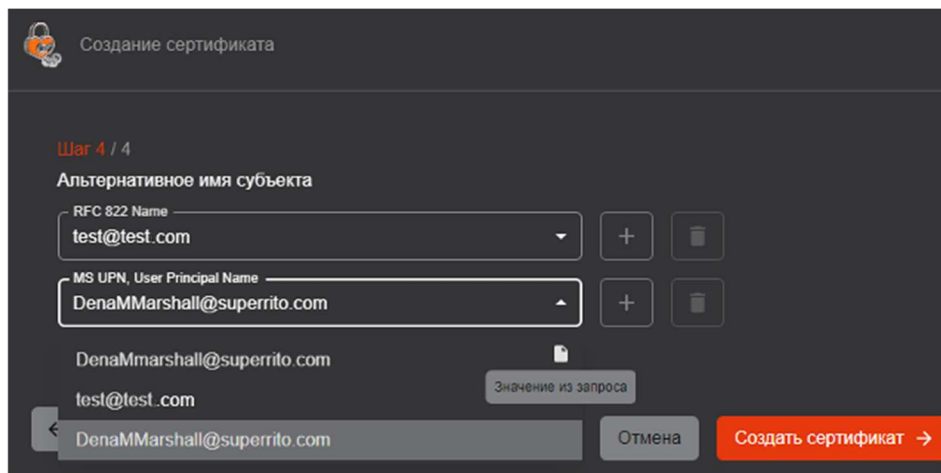 Создание сертификата
Шаг 4 / 4
Альтернативное имя субъекта
RFC 822 Name
test@test.com
MS UPN, User Principal Name
DenaMMarshall@superrito.com
DenaMmarshall@superrito.com
Значение из запроса
test@test.com
DenaMMarshall@superrito.com
Отмена
Создать сертификат →